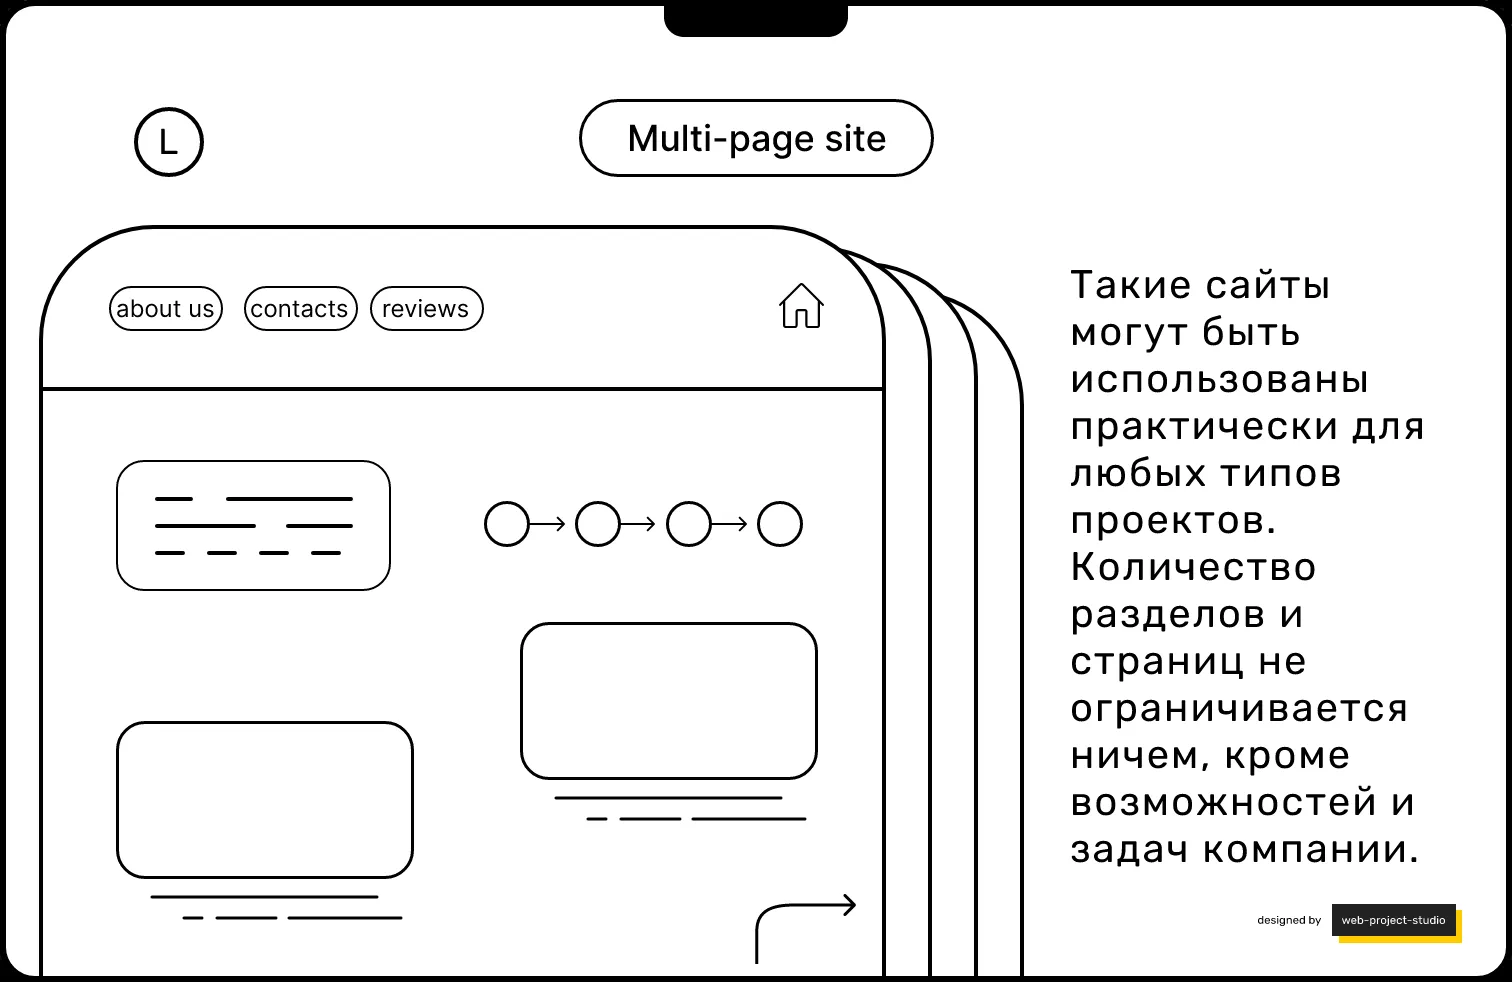 L
Multi-page site
about us
contacts
reviews
Такие сайты
могут быть
использованы
практически для
любых типов
проектов.
Количество
разделов и
страниц не
ограничивается
ничем, кроме
возможностей и
задач компании.
designed by web-project-studio